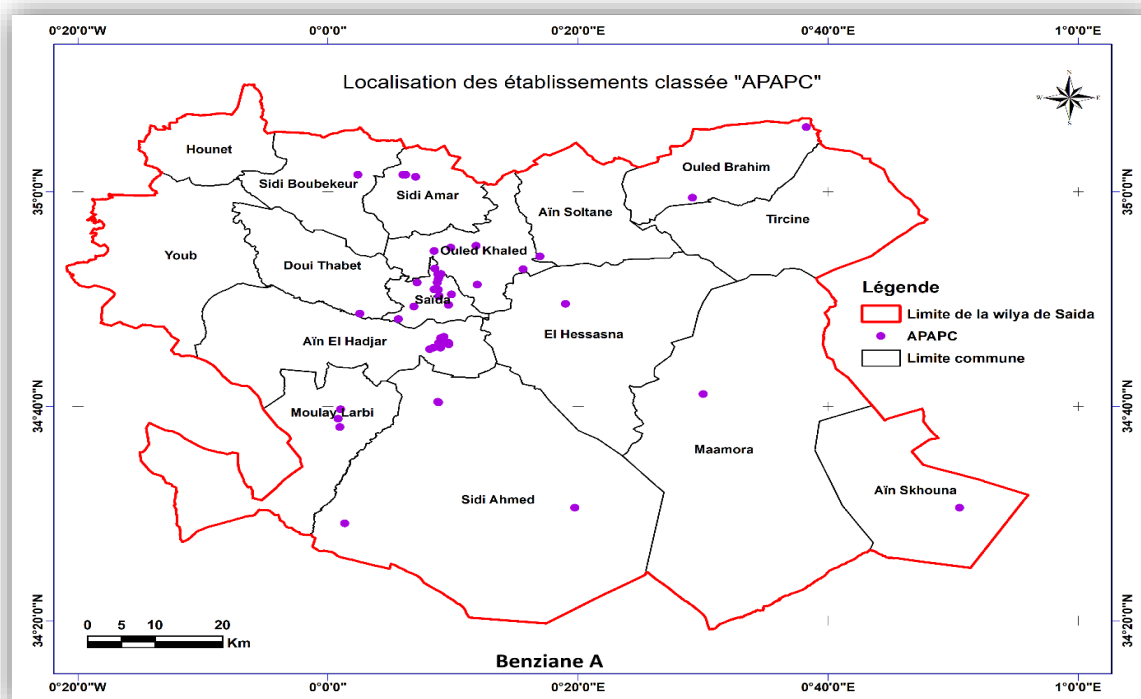 0°20'0"W 0°0'0" 0°20'0"E 0°40'0"E 1°0'0"E
Localisation des établissements classée "APAPC"
N
W E
S
Hounet
Ouled Brahim
Sidi Boubekeur
Sidi Amar
35°0'0"N 35°0'0"N
Aïn Soltane
Tircine
Youb
Ouled Khaled
Doui Thabet
Légende
Saïda
Limite de la wilya de Saida
El Hessasna
APAPC
Aïn El Hadjar
Limite commune
34°40'0"N 34°40'0"N
Moulay Larbi
Maamora
Aïn Skhouna
Sidi Ahmed
34°20'0"N 34°20'0"N
0 5 10 20
Km
Benziane A
0°20'0"W 0°0'0" 0°20'0"E 0°40'0"E 1°0'0"E